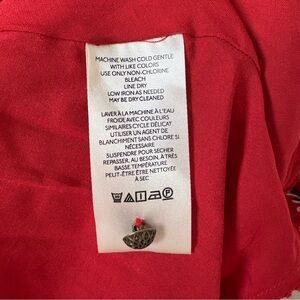 MACHINE WASH COLD GENTLE
WITH LIKE COLORS
USE ONLY NON-CHLORINE
BLEACH
LINE DRY
LOW IRON AS NEEDED
MAY BE DRY CLEANED
LAVER À LA MACHINE À L'EAU
FROIDE AVEC COULEURS
SIMILAIRES CYCLE DÉLICAT
UTILISER UN AGENT DE
BLANCHIMENT SANS CHLORE SI
NÉCESSAIRE
SUSPENDRE POUR SÉCHER
REPASSER, AU BESOIN, À TRÈS
BASSE TEMPÉRATURE
PEUT-ÊTRE ÊTRE NETTOYÉE
À SEC
P